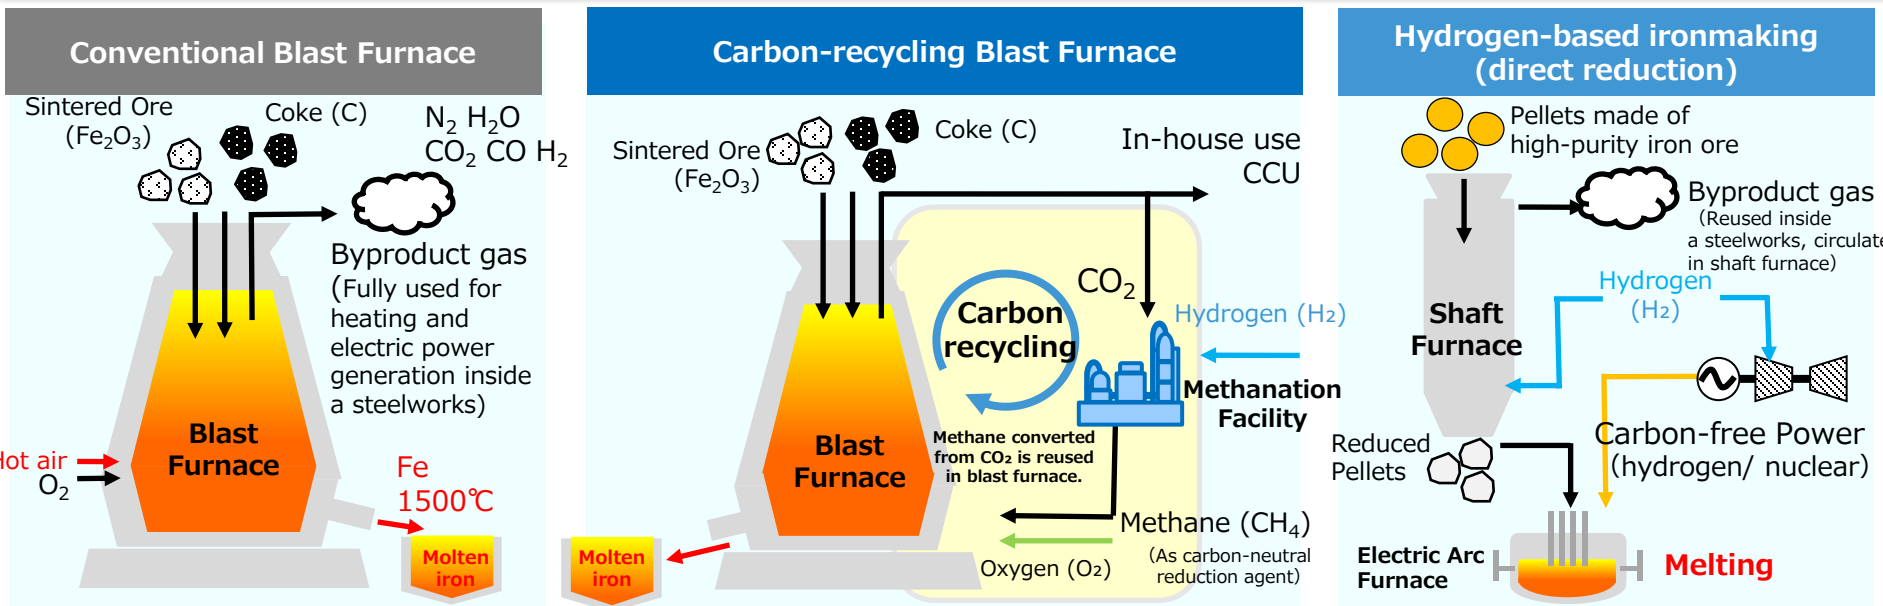 Conventional Blast Furnace
Sintered Ore
(Fe₂O₃)
Coke (C)
N₂ H₂O
CO₂ CO H₂
Byproduct gas
(Fully used for
heating and
electric power
generation inside
a steelworks)
Blast
Furnace
Hot air
O₂
Fe
1500℃
Molten
iron
Carbon-recycling Blast Furnace
Sintered Ore
(Fe₂O₃)
Coke (C)
In-house use
CCU
CO₂
Carbon
recycling
Hydrogen (H₂)
Methanation
Facility
Methane converted
from CO₂ is reused
in blast furnace.
Blast
Furnace
Methane (CH₄)
(As carbon-neutral
reduction agent)
Oxygen (O₂)
Molten
iron
Hydrogen-based ironmaking
(direct reduction)
Pellets made of
high-purity iron ore
Byproduct gas
(Reused inside
a steelworks, circulate
in shaft furnace)
Hydrogen
(H₂)
Shaft
Furnace
Reduced
Pellets
Carbon-free Power
(hydrogen/ nuclear)
Electric Arc
Furnace
Melting